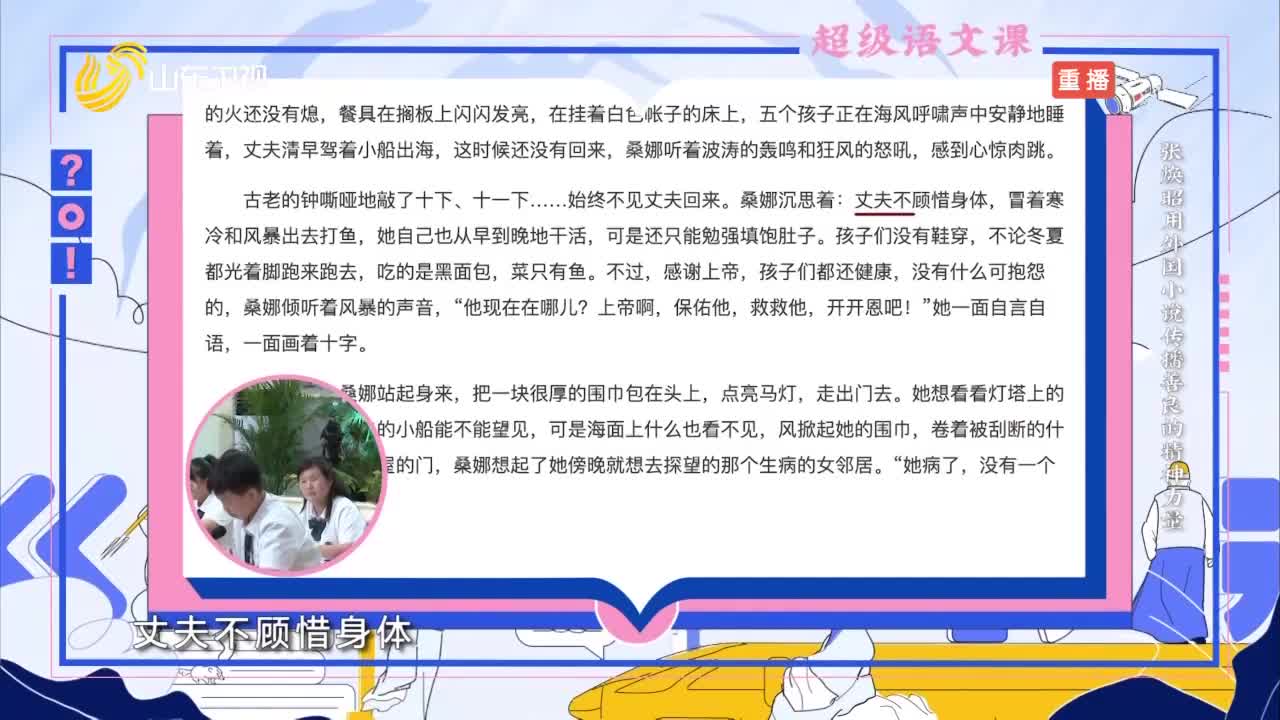 超级语文课
山东卫视
重播
?
O
!
的火还没有熄，餐具在搁板上闪闪发亮，在挂着白色帐子的床上，五个孩子正在海风呼啸声中安静地睡
着，丈夫清早驾着小船出海，这时候还没有回来，桑娜听着波涛的轰鸣和狂风的怒吼，感到心惊肉跳。
古老的钟嘶哑地敲了十下、十一下……始终不见丈夫回来。桑娜沉思着：丈夫不顾惜身体，冒着寒
冷和风暴出去打鱼，她自己也从早到晚地干活，可是还只能勉强填饱肚子。孩子们没有鞋穿，不论冬夏
都光着脚跑来跑去，吃的是黑面包，菜只有鱼。不过，感谢上帝，孩子们都还健康，没有什么可抱怨
的，桑娜倾听着风暴的声音，“他现在在哪儿？上帝啊，保佑他，救救他，开开恩吧！”她一面自言自
语，一面画着十字。
桑娜站起身来，把一块很厚的围巾包在头上，点亮马灯，走出门去。她想看看灯塔上的
的小船能不能望见，可是海面上什么也看不见，风掀起她的围巾，卷着被刮断的什
屋的门，桑娜想起了她傍晚就想去探望的那个生病的女邻居。“她病了，没有一个
张焕昭用外国小说传播善良的精神力量
丈夫不顾惜身体